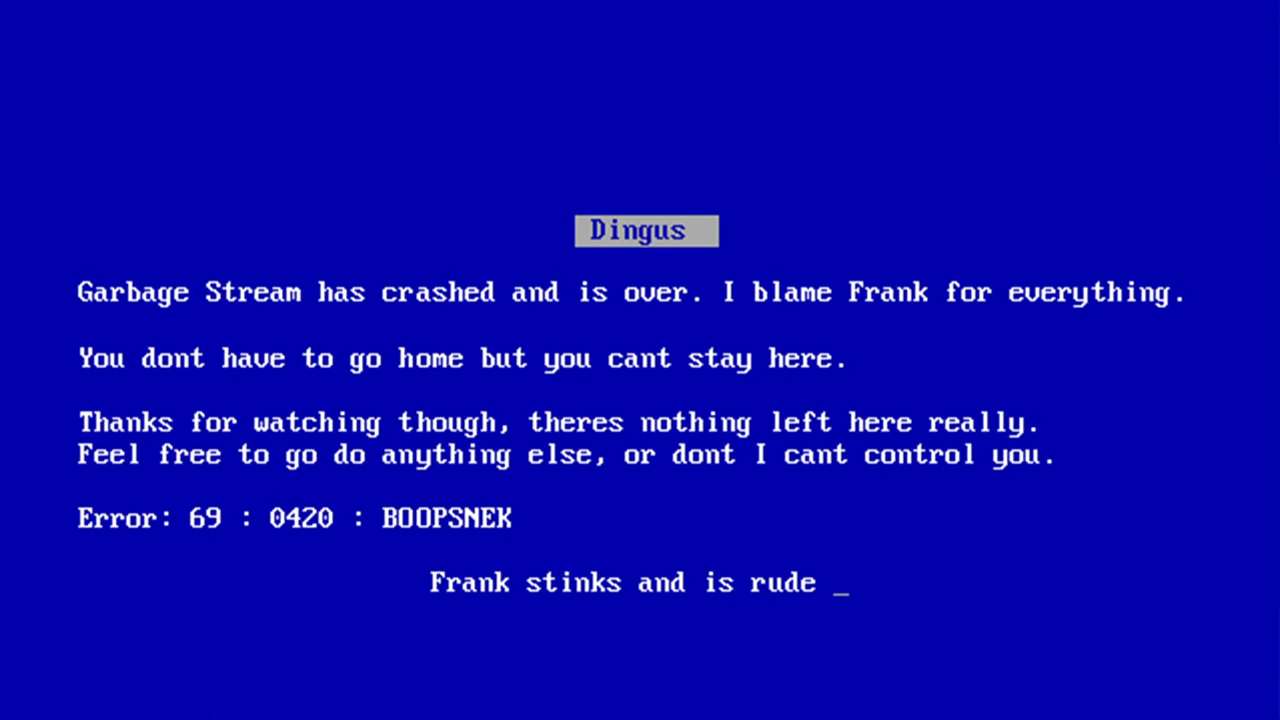 Dingus
Garbage Stream has crashed and is over. I blame Frank for everything.
You dont have to go home but you cant stay here.
Thanks for watching though, theres nothing left here really.
Feel free to go do anything else, or dont I cant control you.
Error: 69 : 0420 : BOOPSNEK
Frank stinks and is rude _